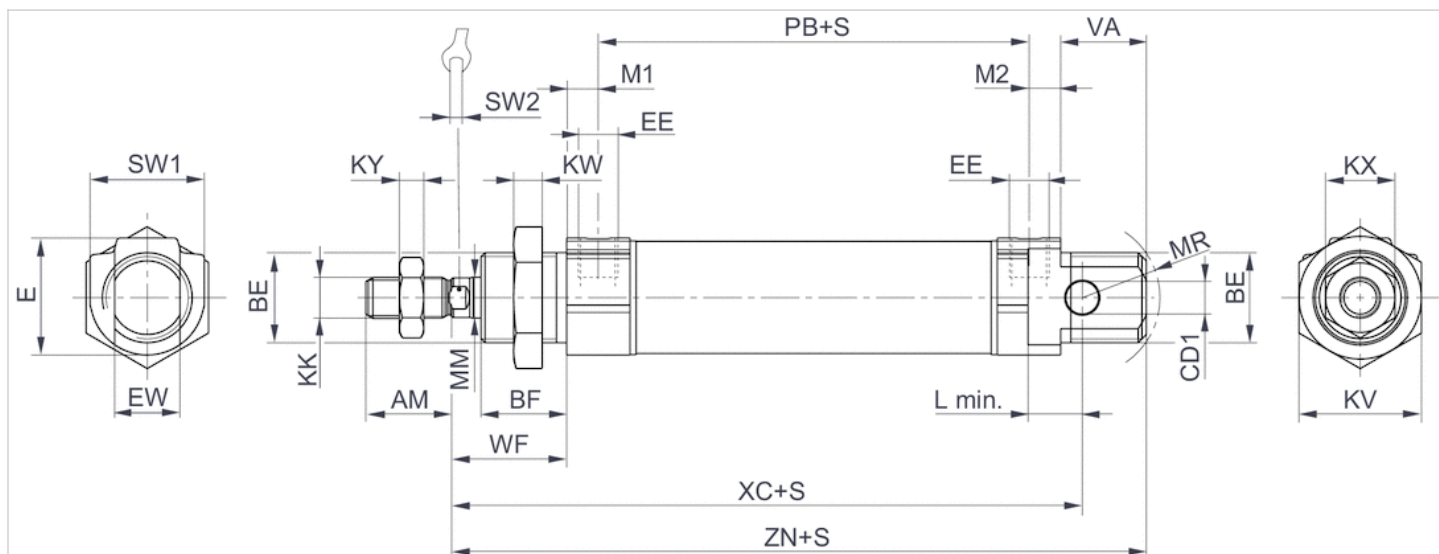 PB+S
VA
M1
M2
SW2
EE
SW1
KY
KW
EE
KX
MR
E
BE
BE
KK
MM
CD1
EW
AM
BF
L min.
KV
WF
XC+S
ZN+S